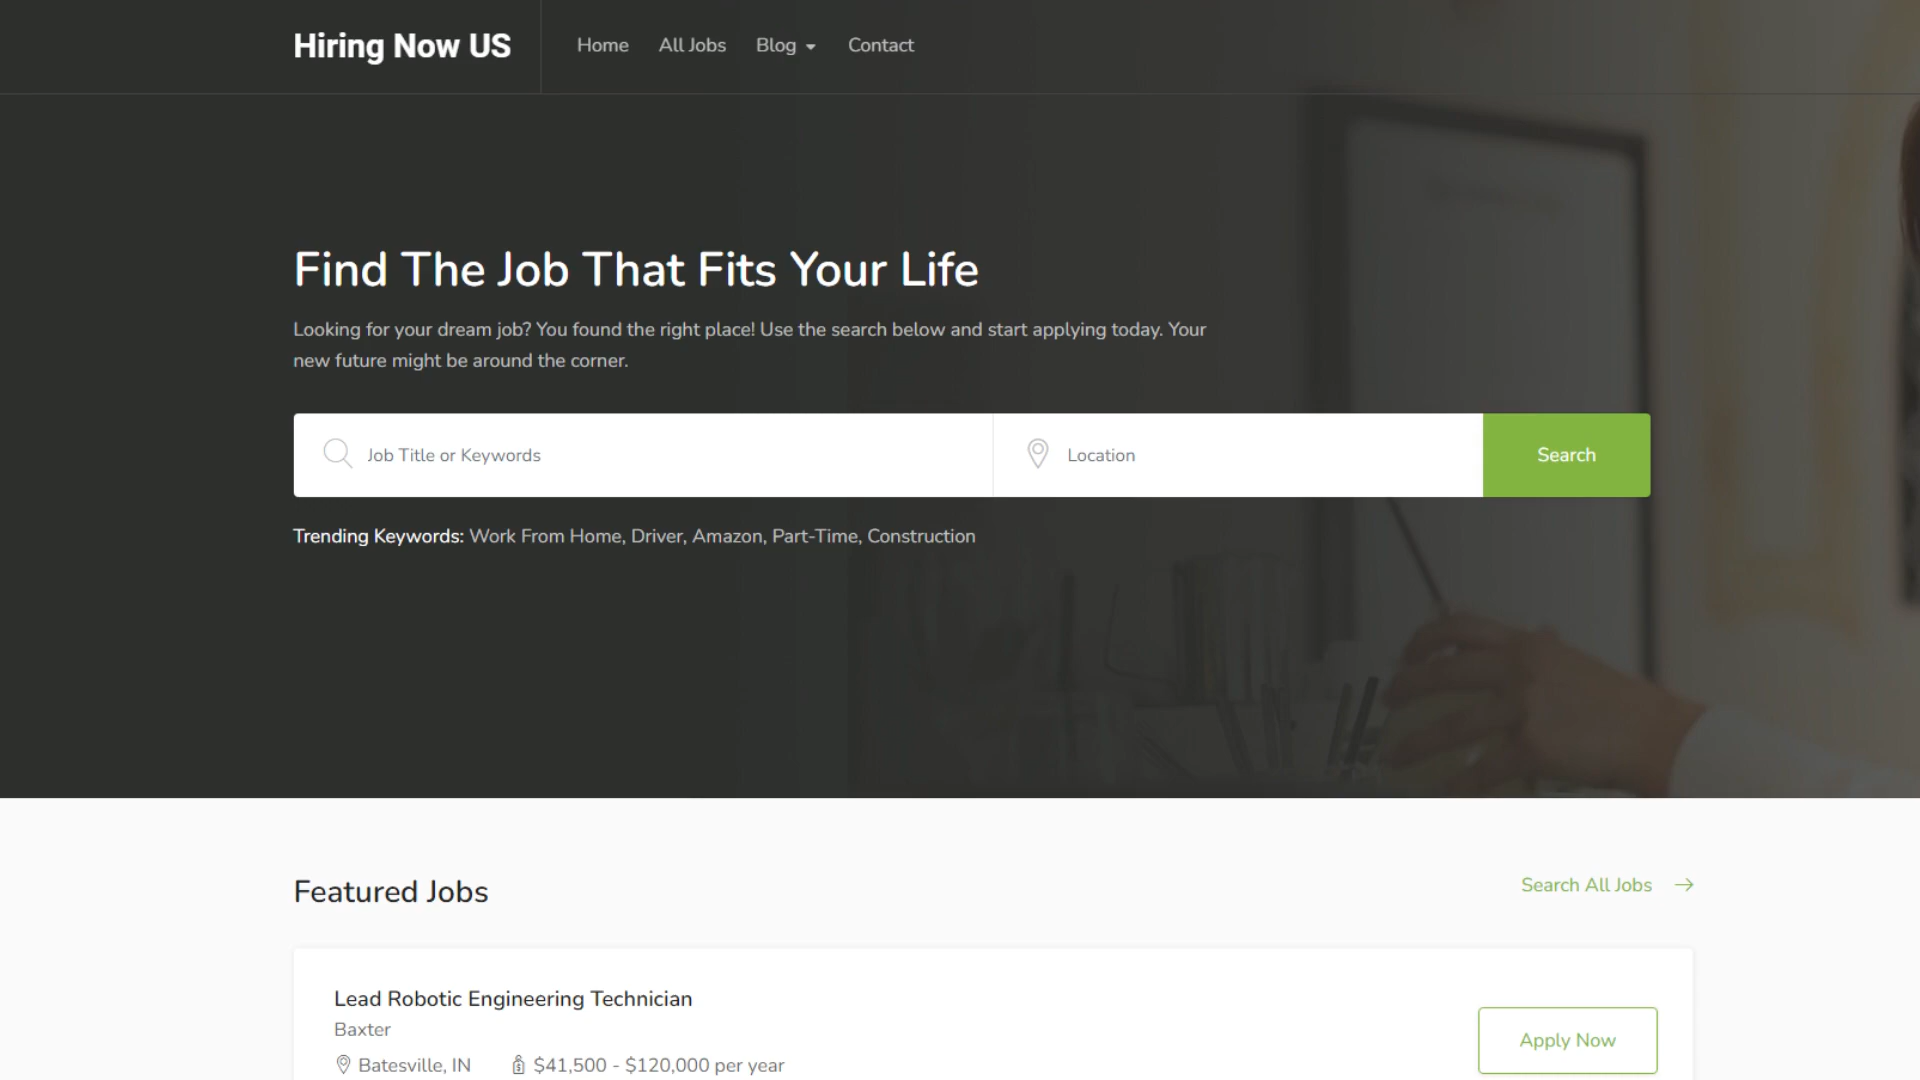 Hiring Now US
Home
All Jobs
Blog
Contact
Find The Job That Fits Your Life
Looking for your dream job? You found the right place! Use the search below and start applying today. Your
new future might be around the corner.
Job Title or Keywords
Location
Search
Trending Keywords: Work From Home, Driver, Amazon, Part-Time, Construction
Featured Jobs
Search All Jobs
Lead Robotic Engineering Technician
Baxter
Batesville, IN
$41,500 - $120,000 per year
Apply Now